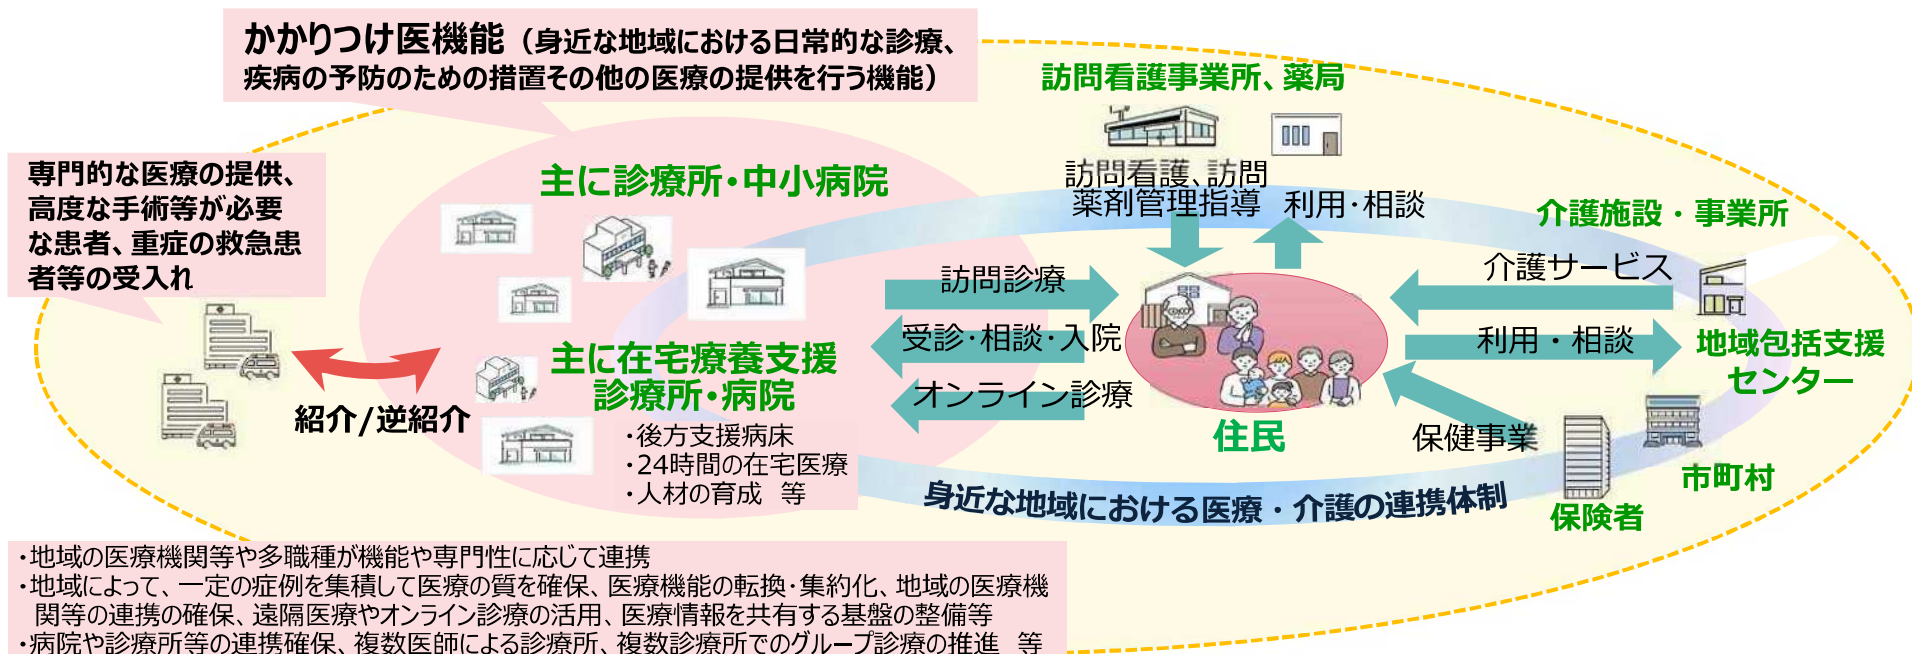 かかりつけ医機能（身近な地域における日常的な診療、
疾病の予防のための措置その他の医療の提供を行う機能）
訪問看護事業所、薬局
専門的な医療の提供、
高度な手術等が必要
な患者、重症の救急患
者等の受入れ
主に診療所・中小病院
訪問看護、訪問
薬剤管理指導
利用・相談
介護施設・事業所
訪問診療
介護サービス
受診・相談・入院
利用・相談
地域包括支援
センター
主に在宅療養支援
診療所・病院
オンライン診療
紹介/逆紹介
・後方支援病床
・24時間の在宅医療
・人材の育成 等
住民
保健事業
市町村
身近な地域における医療・介護の連携体制
保険者
・地域の医療機関等や多職種が機能や専門性に応じて連携
・地域によって、一定の症例を集積して医療の質を確保、医療機能の転換・集約化、地域の医療機
関等の連携の確保、遠隔医療やオンライン診療の活用、医療情報を共有する基盤の整備等
・病院や診療所等の連携確保、複数医師による診療所、複数診療所でのグループ診療の推進 等